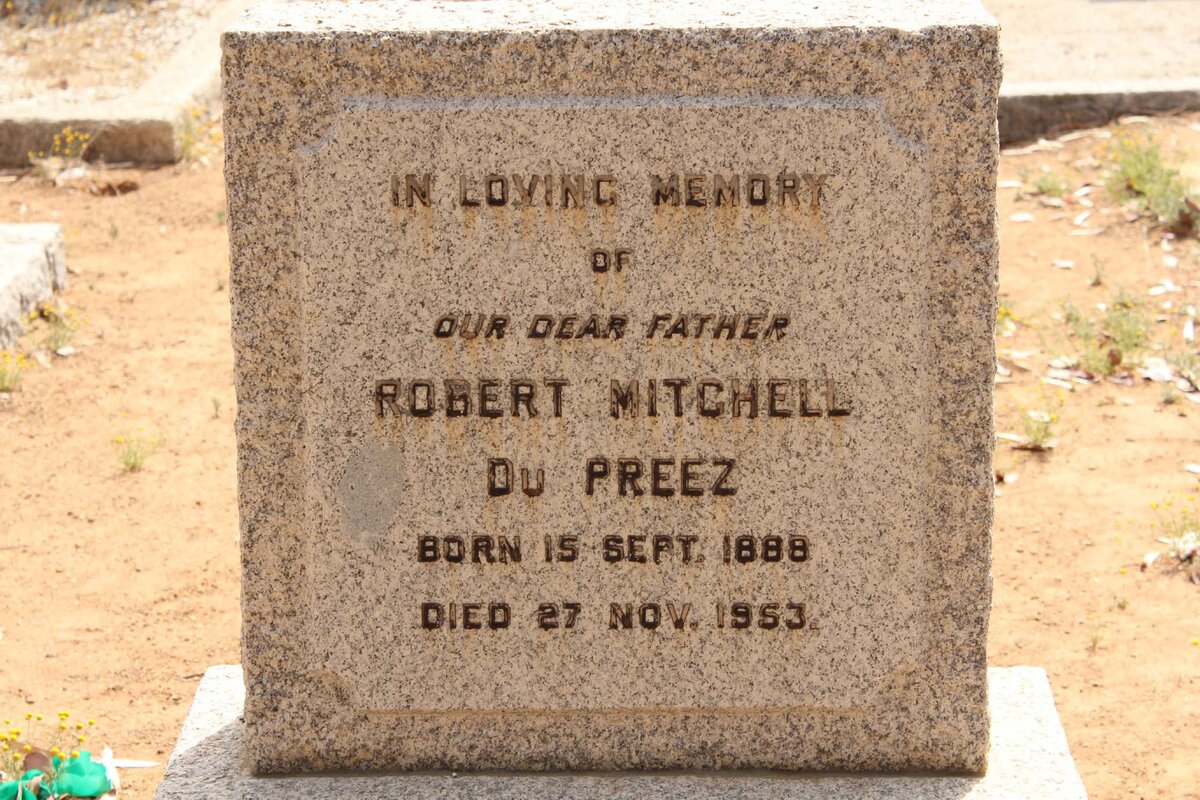 IN LOVING MEMORY
OF
OUR DEAR FATHER
ROBERT MITCHELL
DU PREEZ
BORN 15 SEPT. 1888
DIED 27 NOV. 1953.